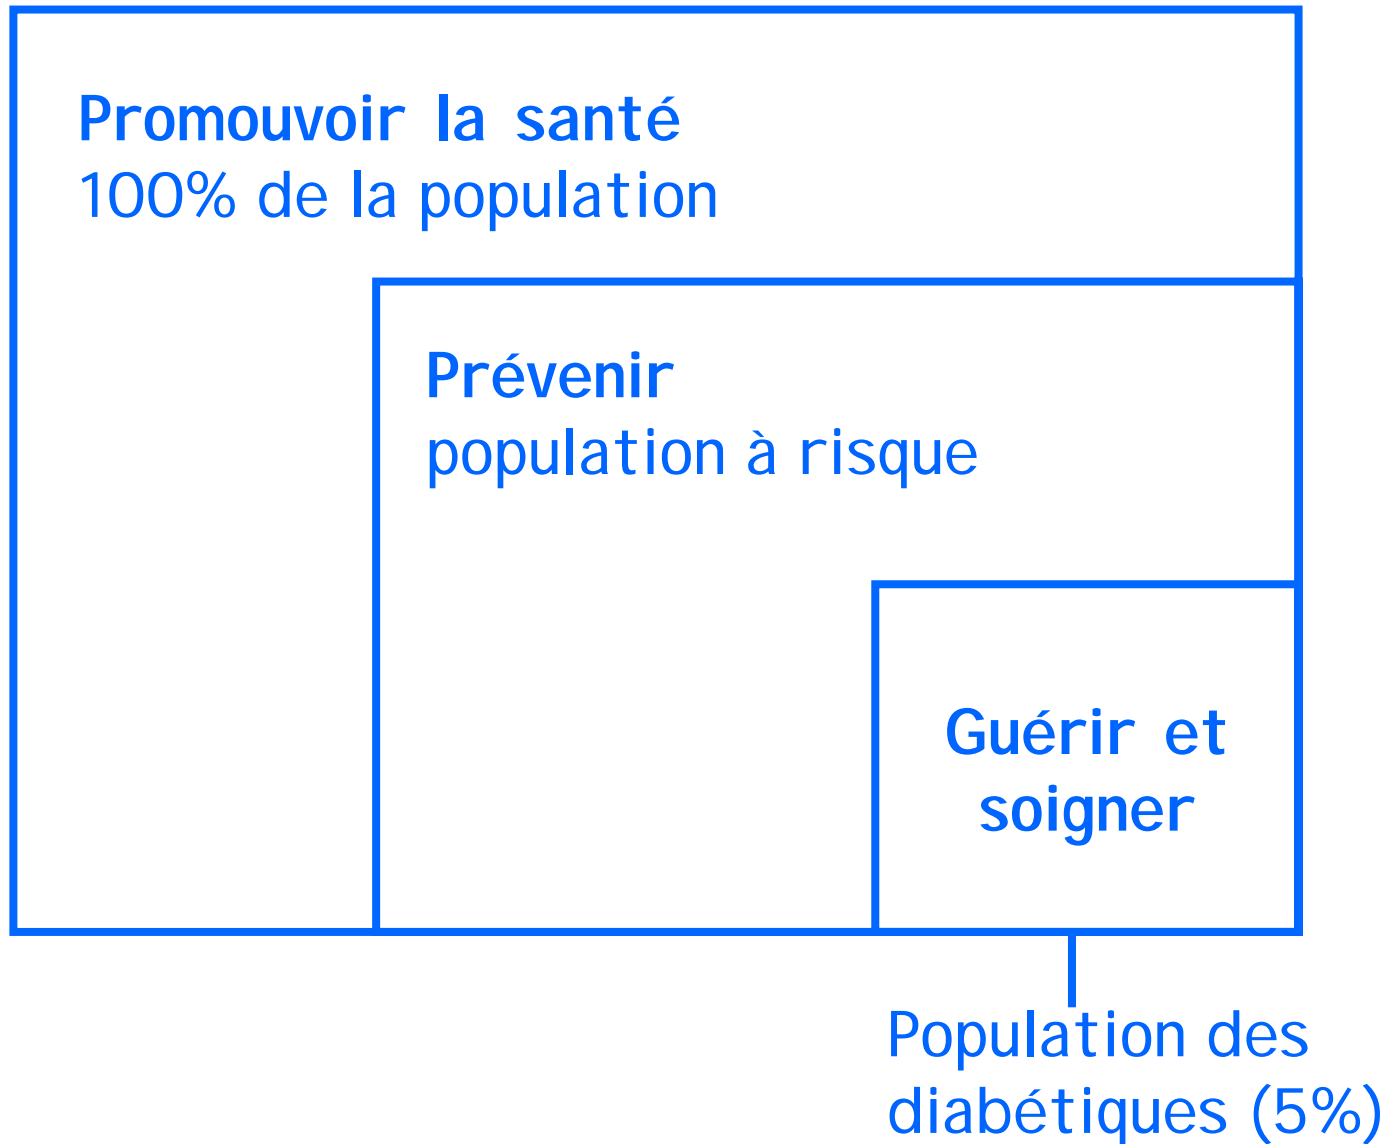 Promouvoir la santé
100% de la population
Prévenir
population à risque
Guérir et
soigner
Population des
diabétiques (5%)